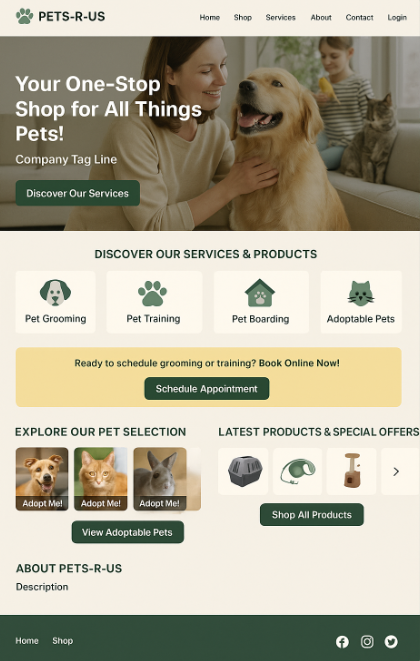 PETS-R-US
Home Shop Services About Contact Login
Your One-Stop
Shop for All Things
Pets!
Company Tag Line
Discover Our Services
DISCOVER OUR SERVICES & PRODUCTS
Pet Grooming
Pet Training
Pet Boarding
Adoptable Pets
Ready to schedule grooming or training? Book Online Now!
Schedule Appointment
EXPLORE OUR PET SELECTION
Adopt Me!
Adopt Me!
Adopt Me!
View Adoptable Pets
LATEST PRODUCTS & SPECIAL OFFERS
Shop All Products
ABOUT PETS-R-US
Description
Home Shop